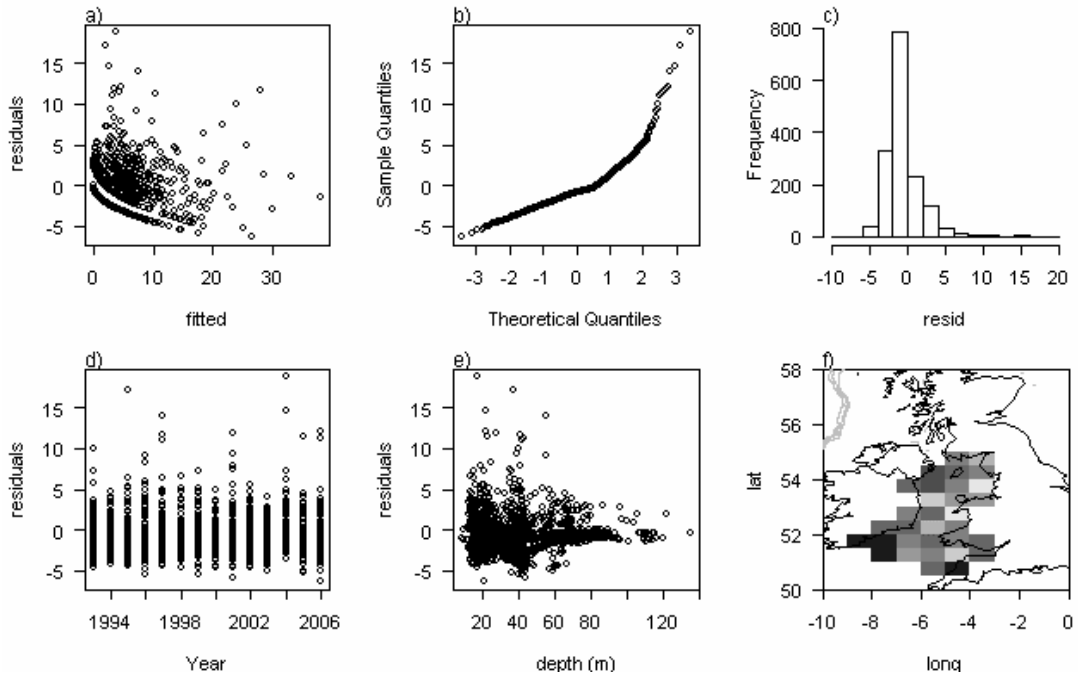 a)
residuals
15
10
5
0
-5
0 10 20 30
fitted
b)
Sample Quantiles
15
10
5
0
-5
-3 -2 -1 0 1 2 3
Theoretical Quantiles
c)
Frequency
800
600
400
200
0
-10 -5 0 5 10 15 20
resid
d)
residuals
15
10
5
0
-5
1994 1998 2002 2006
Year
e)
residuals
15
10
5
0
-5
20 40 60 80 120
depth (m)
f)
lat
58
56
54
52
50
-10 -8 -6 -4 -2 0
long